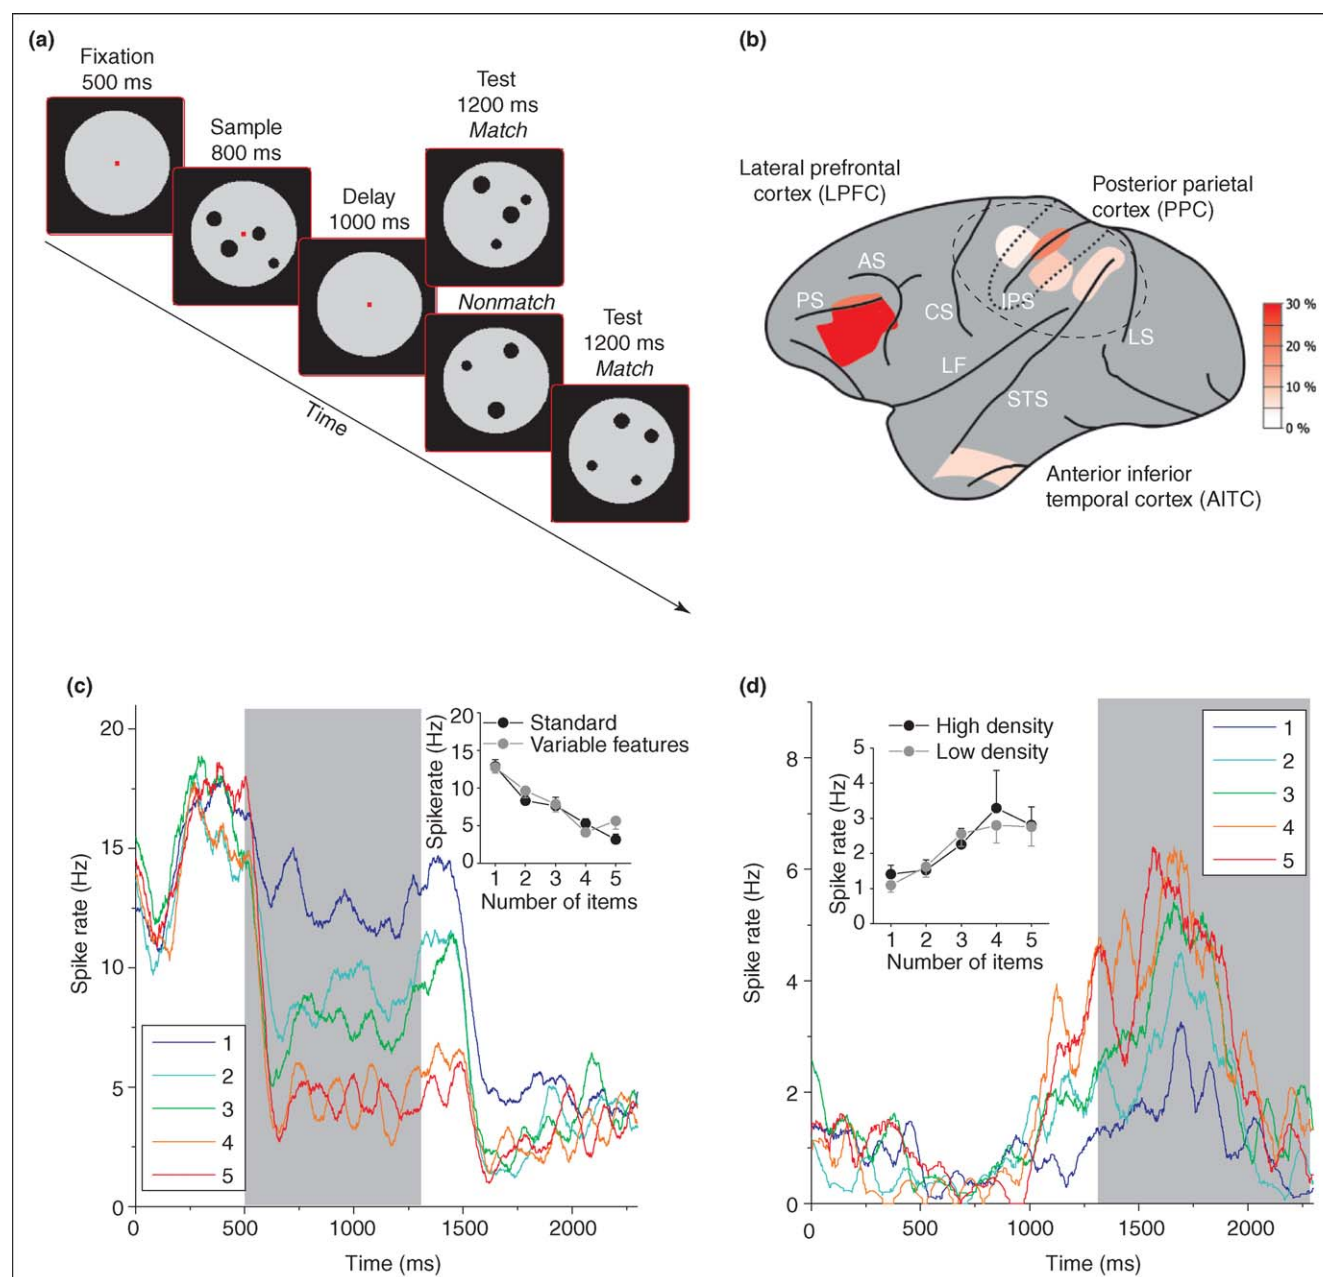 (a)
Fixation
500 ms
Sample
800 ms
Delay
1000 ms
Test
1200 ms
Match
Nonmatch
Test
1200 ms
Match
Time
(b)
Lateral prefrontal
cortex (LPFC)
Posterior parietal
cortex (PPC)
AS
PS
CS
IPS
LS
LF
STS
Anterior inferior
temporal cortex (AITC)
30 %
20 %
10 %
0 %
(c)
Spike rate (Hz)
20
15
10
5
0
0
500
1000
1500
2000
Time (ms)
1
2
3
4
5
Spikerate (Hz)
20
15
10
5
0
Standard
Variable features
1 2 3 4 5
Number of items
(d)
Spike rate (Hz)
8
6
4
2
0
0
500
1000
1500
2000
Time (ms)
High density
Low density
Spike rate (Hz)
5
4
3
2
1
0
1 2 3 4 5
Number of items
1
2
3
4
5